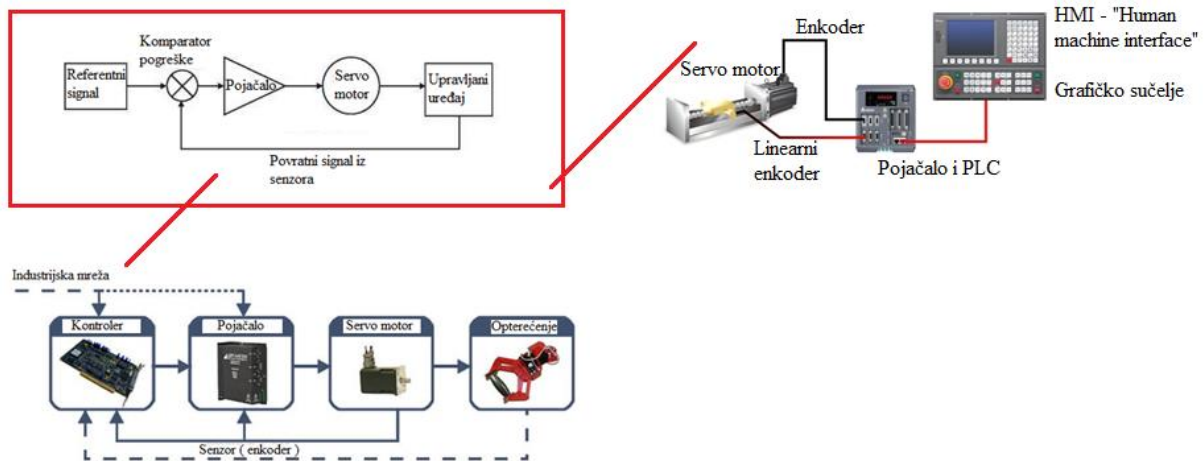 Komparator
pogreške
Referentni
signal
Pojačalo
Servo
motor
Upravljani
uređaj
Povratni signal iz
senzora
Enkoder
Servo motor
Linearni
enkoder
Pojačalo i PLC
HMI - "Human
machine interface"
Grafičko sučelje
Industrijska mreža
Kontroler
Pojačalo
Servo motor
Opterećenje
Senzor ( enkoder )